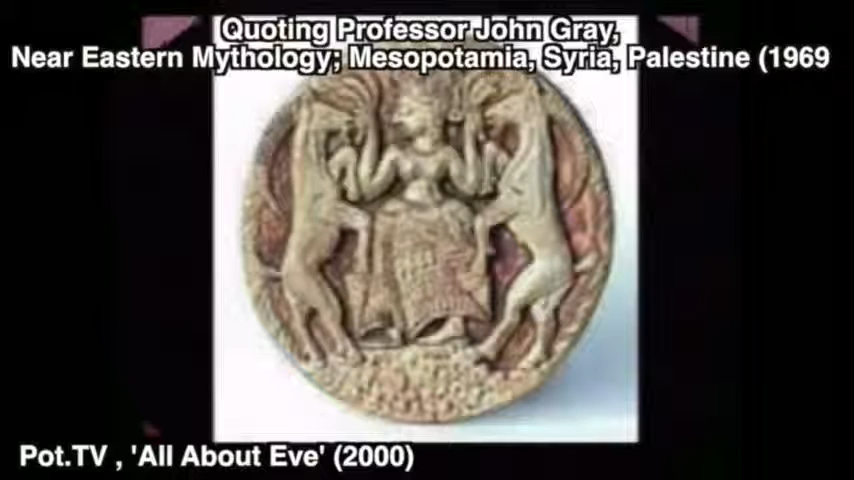 Quoting Professor John Gray,
Near Eastern Mythology; Mesopotamia, Syria, Palestine (1969
Pot.TV , 'All About Eve' (2000)